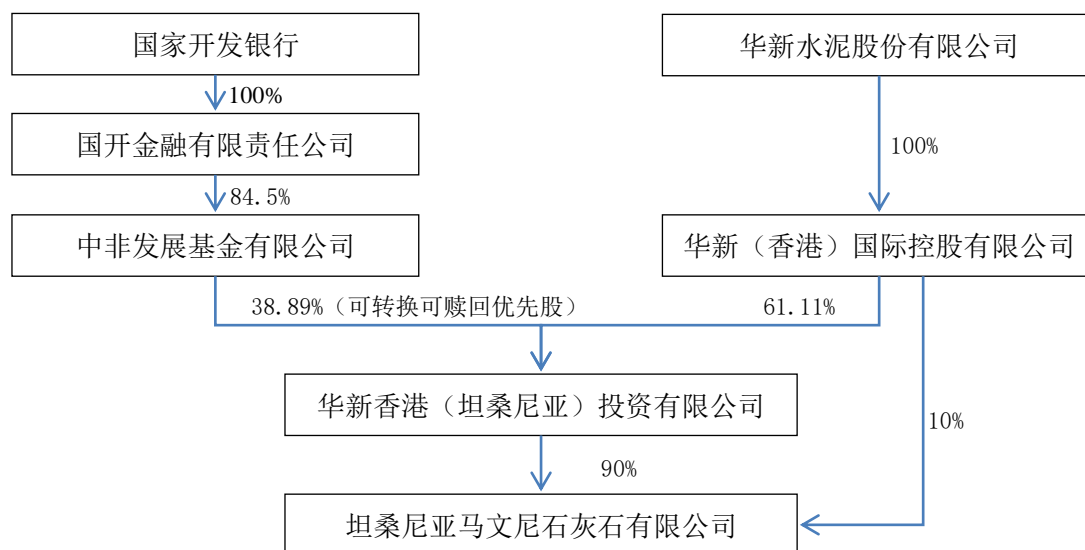 国家开发银行
华新水泥股份有限公司
100%
国开金融有限责任公司
100%
84.5%
中非发展基金有限公司
华新（香港）国际控股有限公司
38.89%（可转换可赎回优先股）
61.11%
华新香港（坦桑尼亚）投资有限公司
10%
90%
坦桑尼亚马文尼石灰石有限公司